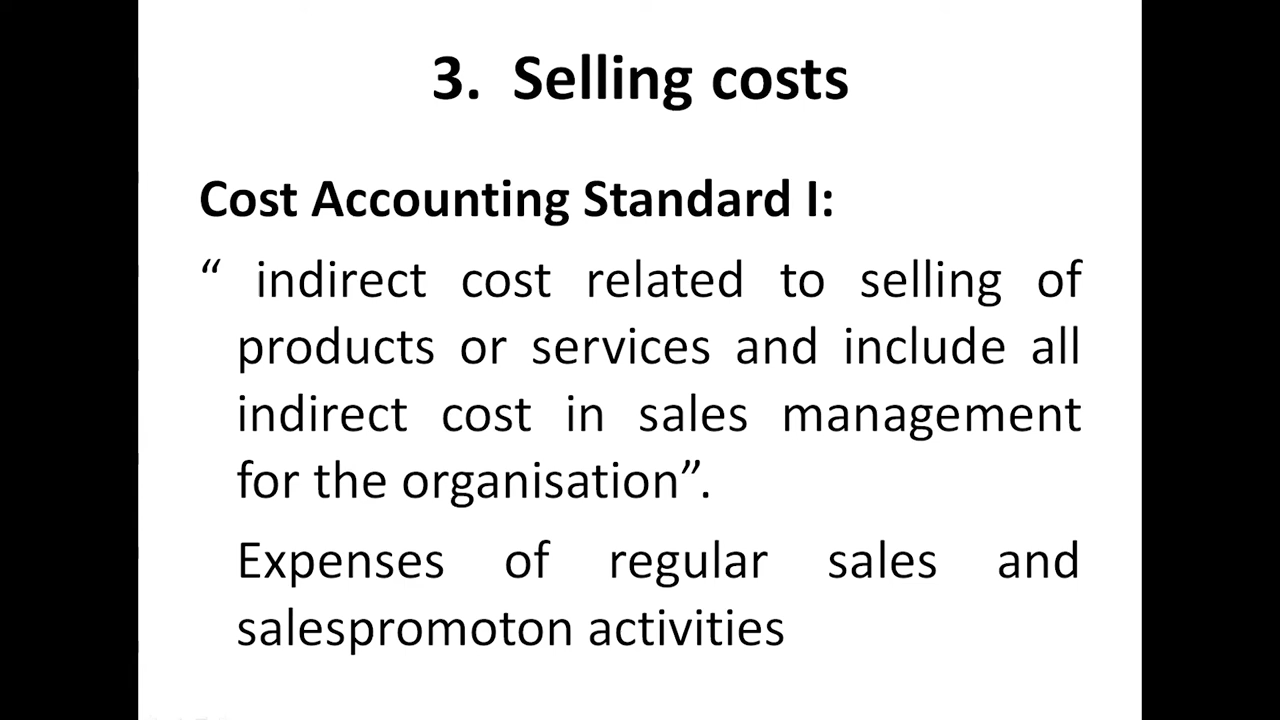 3. Selling costs
Cost Accounting Standard I:
“ indirect cost related to selling of
products or services and include all
indirect cost in sales management
for the organisation”.
Expenses of regular sales and
salespromoton activities